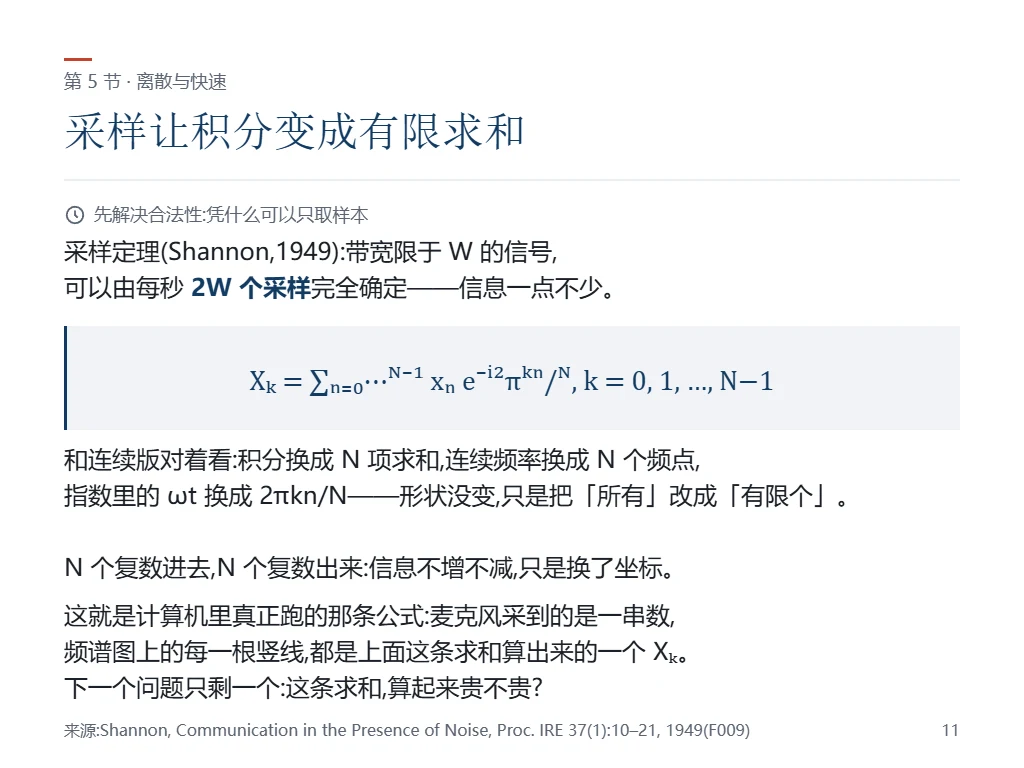 第 5 节 · 离散与快速
采样让积分变成有限求和
先解决合法性:凭什么可以只取样本
采样定理(Shannon,1949):带宽限于 W 的信号,
可以由每秒 2W 个采样完全确定——信息一点不少。
Xₖ = ∑ₙ₌₀⋯ᴺ⁻¹ xₙ e⁻ⁱ²πᵏⁿ/ᴺ, k = 0, 1, …, N−1
和连续版对着看:积分换成 N 项求和,连续频率换成 N 个频点,
指数里的 ωt 换成 2πkn/N——形状没变,只是把「所有」改成「有限个」。
N 个复数进去,N 个复数出来:信息不增不减,只是换了坐标。
这就是计算机里真正跑的那条公式:麦克风采到的是一串数,
频谱图上的每一根竖线,都是上面这条求和算出来的一个 Xₖ。
下一个问题只剩一个:这条求和,算起来贵不贵?
来源:Shannon, Communication in the Presence of Noise, Proc. IRE 37(1):10–21, 1949(F009)
11